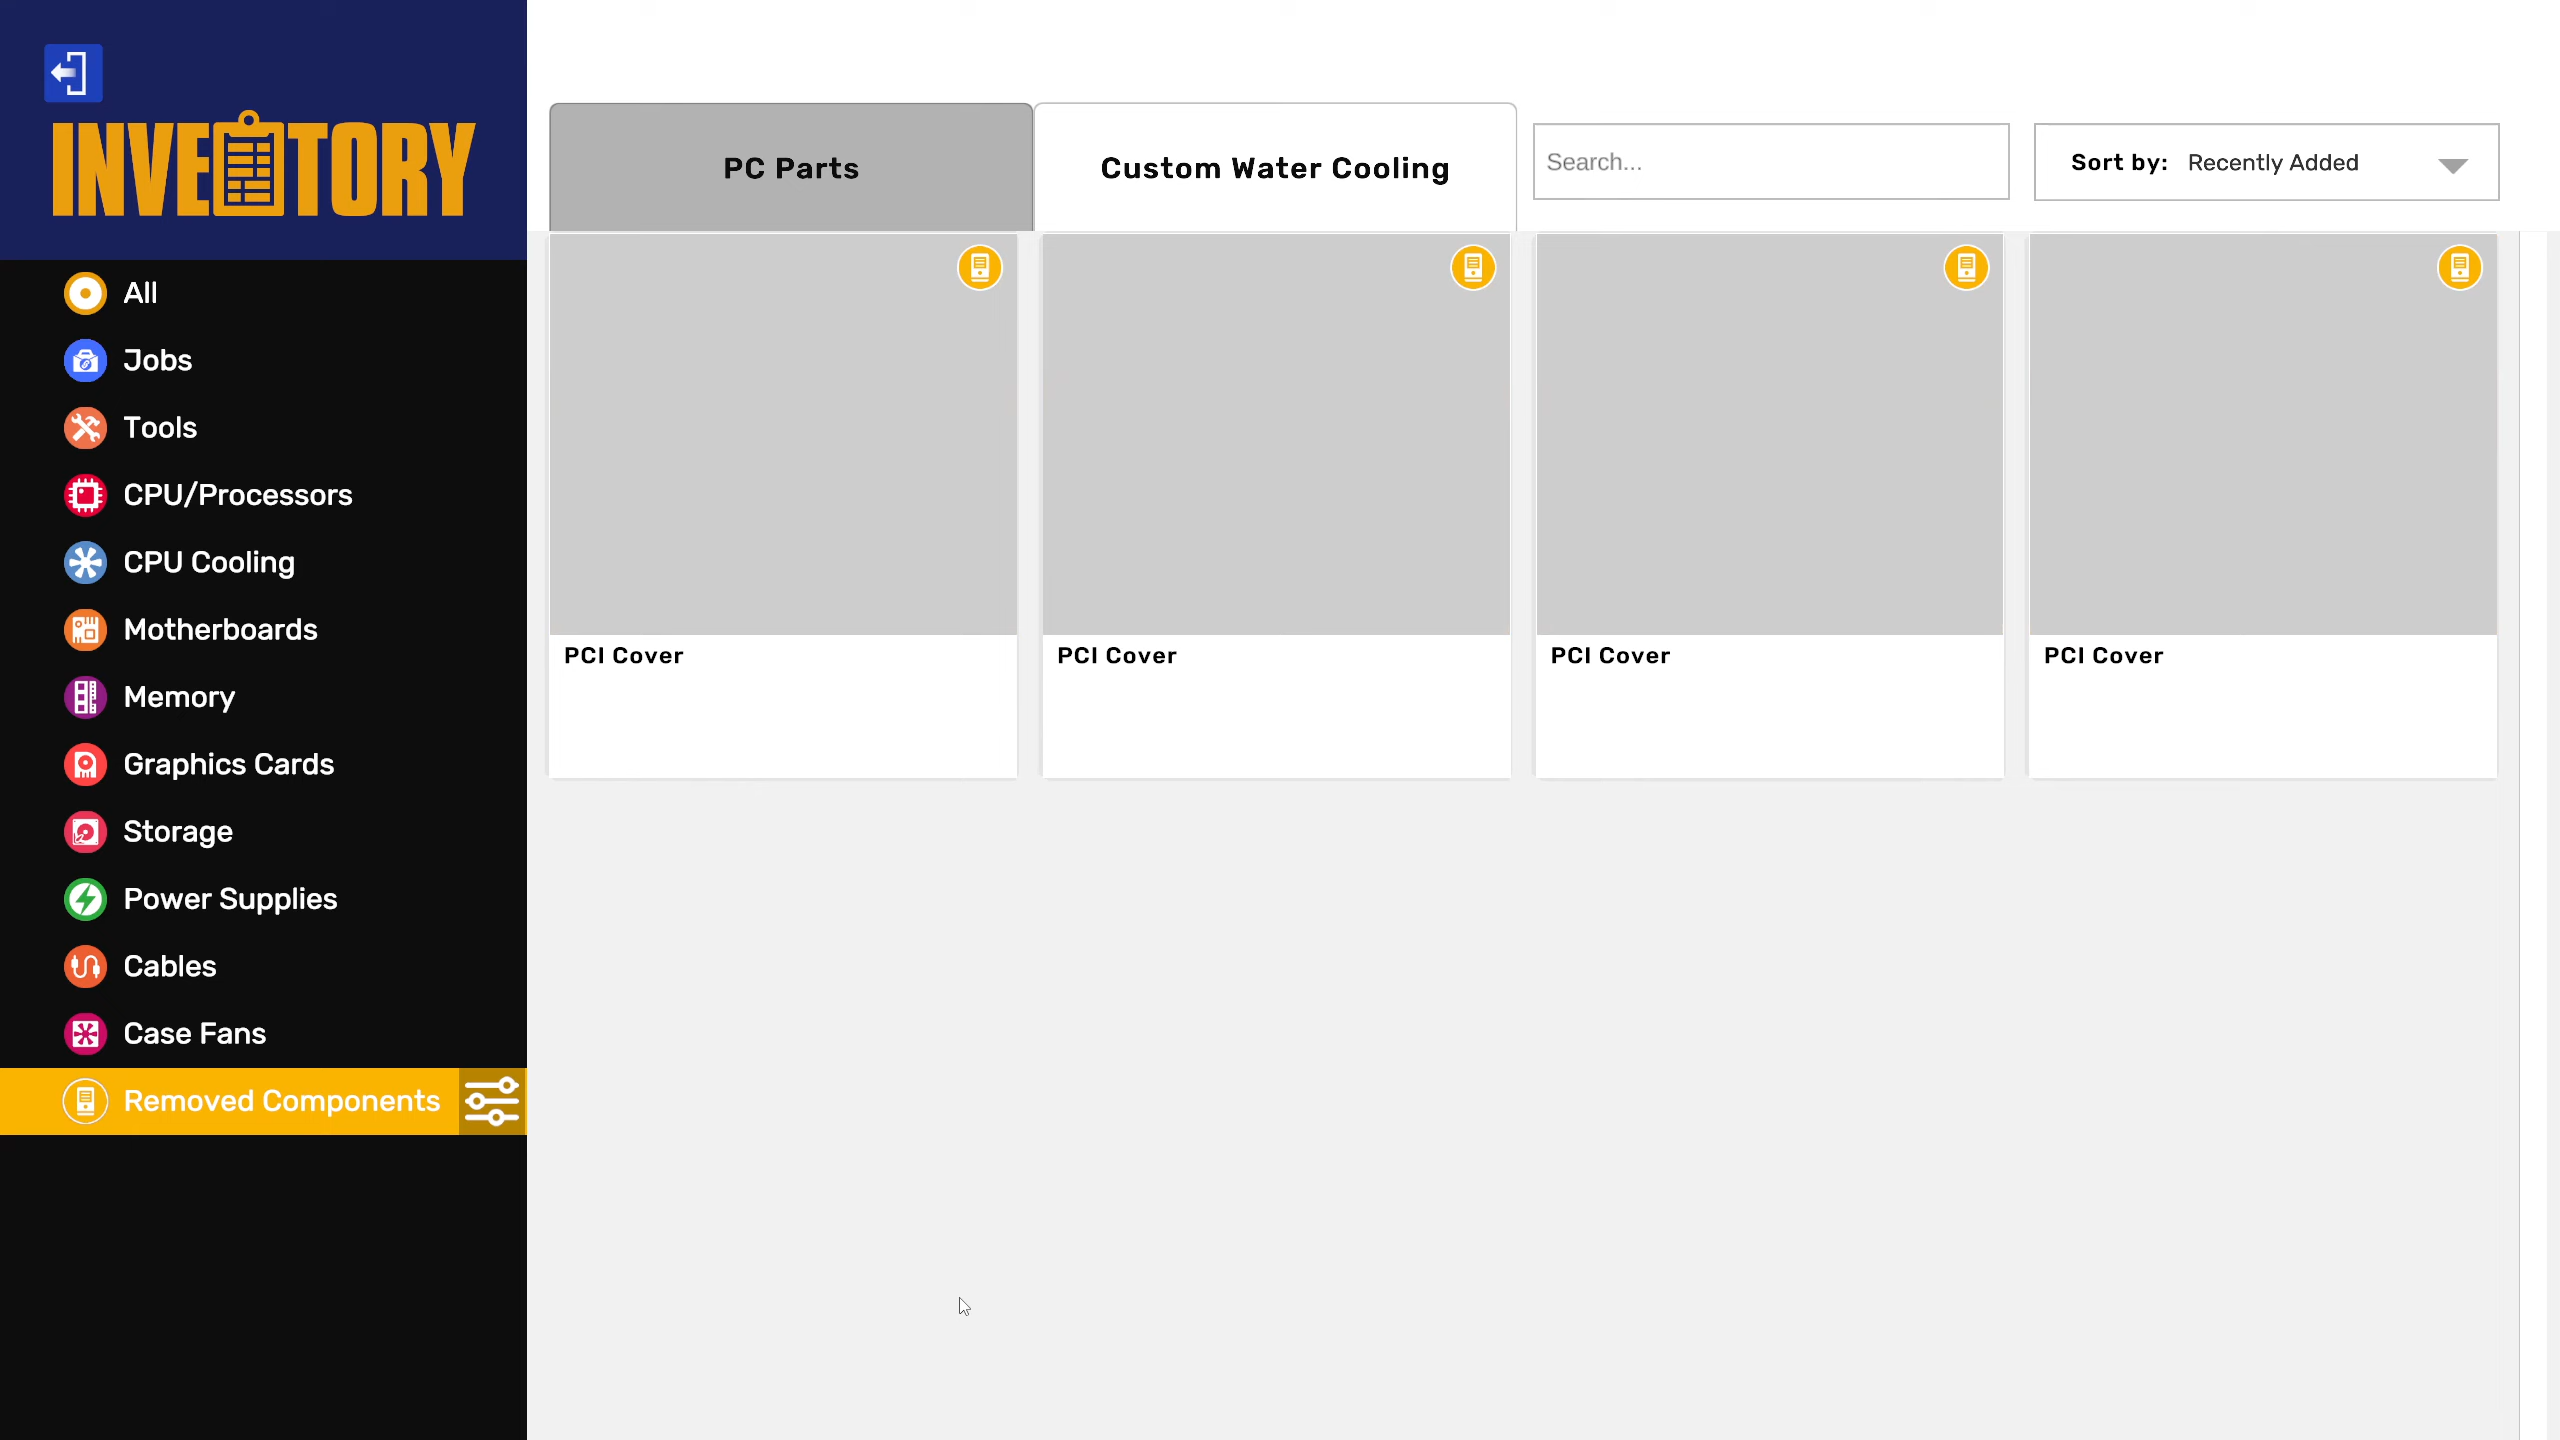 INVENTORY
PC Parts
Custom Water Cooling
Search...
Sort by: Recently Added
All
Jobs
Tools
CPU/Processors
CPU Cooling
Motherboards
Memory
Graphics Cards
Storage
Power Supplies
Cables
Case Fans
Removed Components
PCI Cover
PCI Cover
PCI Cover
PCI Cover